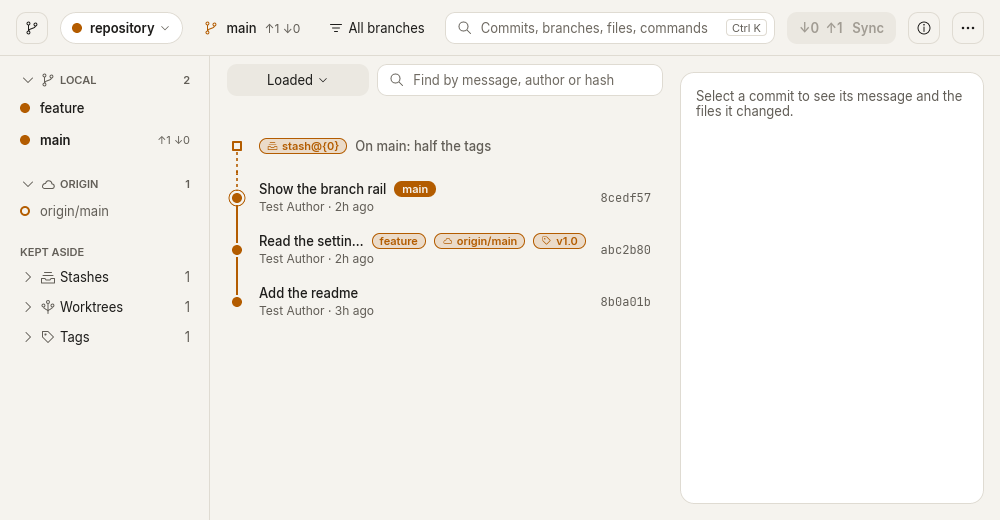 repository
main ↑1 ↓0
All branches
Commits, branches, files, commands Ctrl K
↓0 ↑1 Sync
LOCAL 2
feature
main ↑1 ↓0
ORIGIN 1
origin/main
KEPT ASIDE
Stashes 1
Worktrees 1
Tags 1
Loaded
Find by message, author or hash
stash@{0} On main: half the tags
Show the branch rail main
Test Author · 2h ago
8cedf57
Read the settin... feature origin/main v1.0
Test Author · 2h ago
abc2b80
Add the readme
Test Author · 3h ago
8b0a01b
Select a commit to see its message and the
files it changed.